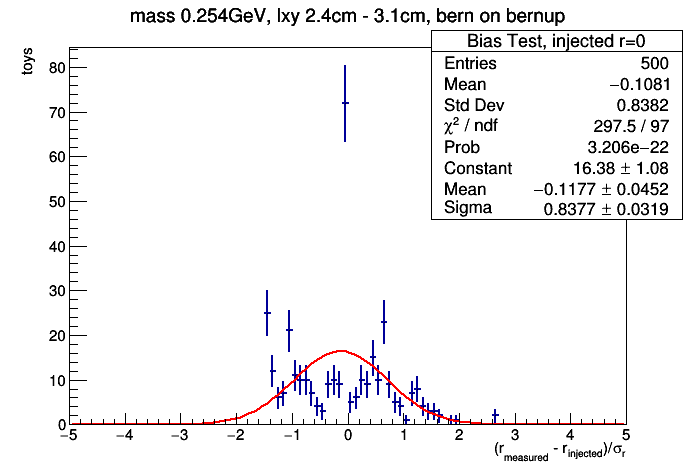 mass 0.254GeV, lxy 2.4cm - 3.1cm, bern on bernup
Bias Test, injected r=0
Entries 500
Mean −0.1081
Std Dev 0.8382
χ² / ndf 297.5 / 97
Prob 3.206e−22
Constant 16.38 ± 1.08
Mean −0.1177 ± 0.0452
Sigma 0.8377 ± 0.0319
toys
80
70
60
50
40
30
20
10
0
−5 −4 −3 −2 −1 0 1 2 3 4 5
(r_measured - r_injected)/σ_r